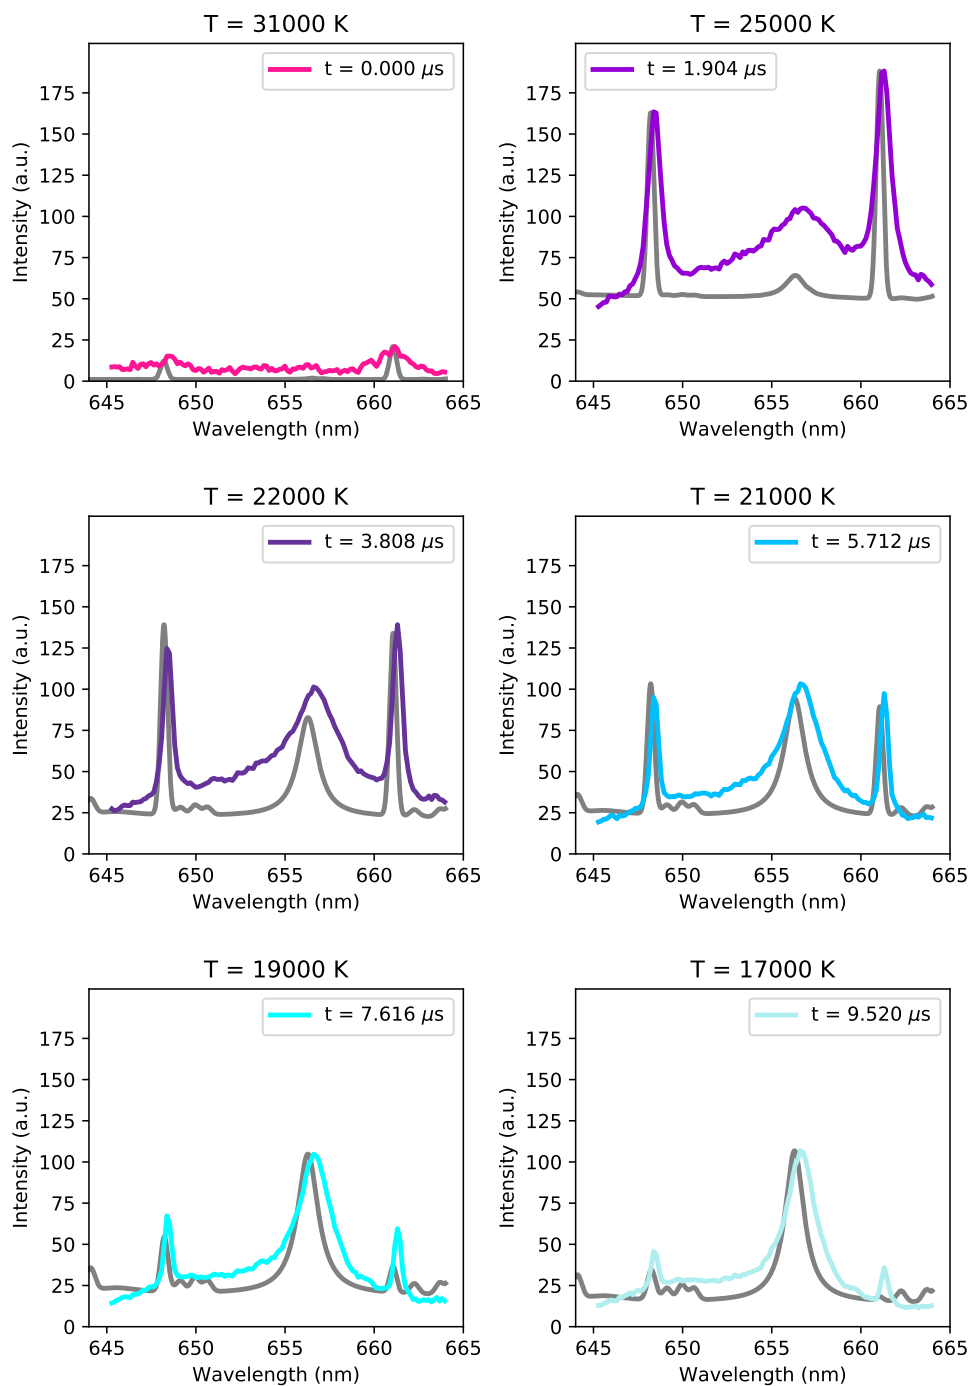 T = 31000 K
t = 0.000 μs
Intensity (a.u.)
175
150
125
100
75
50
25
0
645 650 655 660 665
Wavelength (nm)
T = 25000 K
t = 1.904 μs
Intensity (a.u.)
175
150
125
100
75
50
25
0
645 650 655 660 665
Wavelength (nm)
T = 22000 K
t = 3.808 μs
Intensity (a.u.)
175
150
125
100
75
50
25
0
645 650 655 660 665
Wavelength (nm)
T = 21000 K
t = 5.712 μs
Intensity (a.u.)
175
150
125
100
75
50
25
0
645 650 655 660 665
Wavelength (nm)
T = 19000 K
t = 7.616 μs
Intensity (a.u.)
175
150
125
100
75
50
25
0
645 650 655 660 665
Wavelength (nm)
T = 17000 K
t = 9.520 μs
Intensity (a.u.)
175
150
125
100
75
50
25
0
645 650 655 660 665
Wavelength (nm)